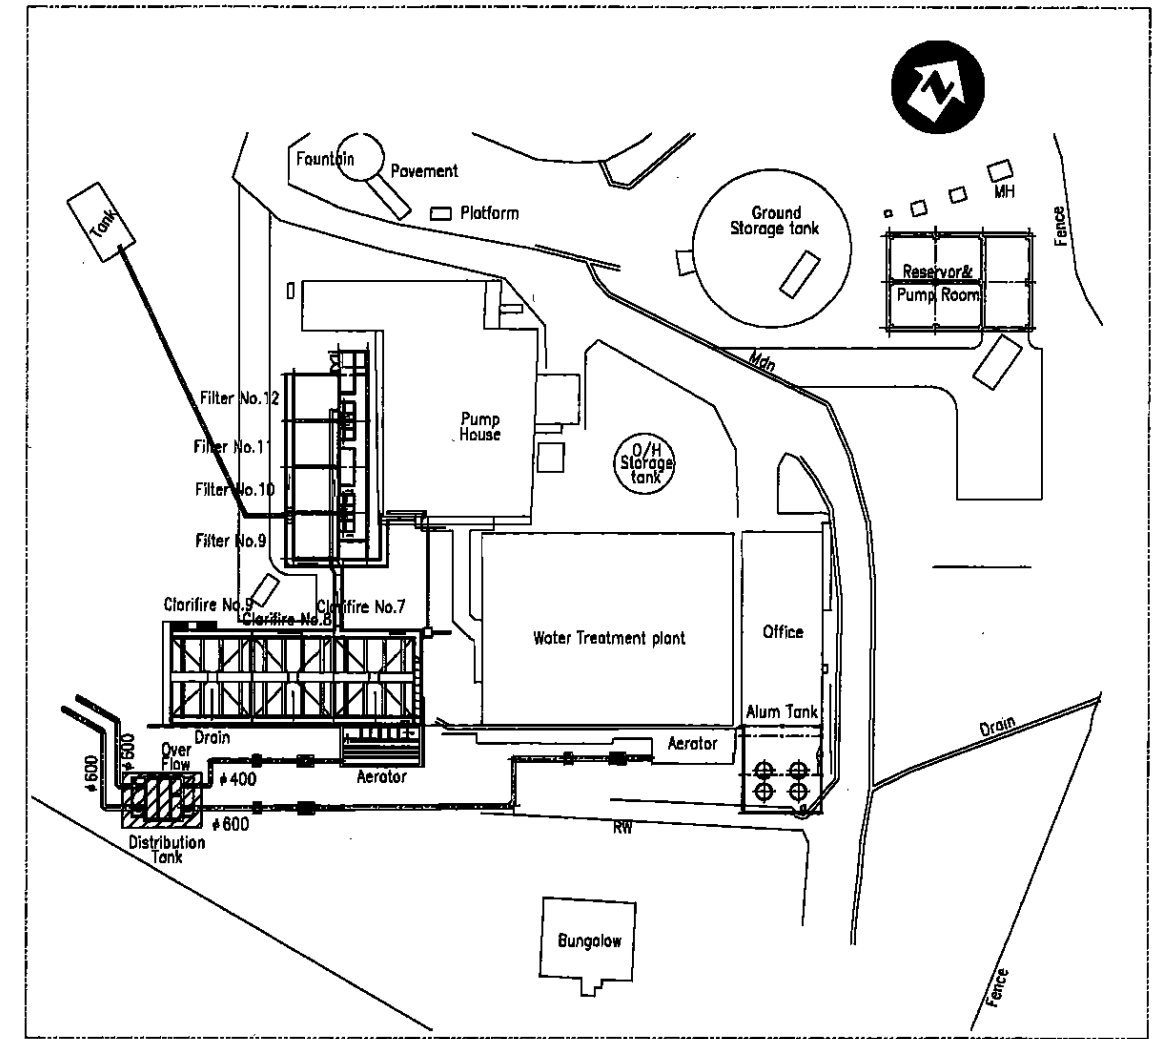 N
Fountain
Pavement
Platform
Tank
Ground
Storage tank
MH
Fence
Reservor&
Pump Room
Mdn
Filter No.12
Filter No.11
Filter No.10
Filter No.9
Pump
House
O/H
Storage
tank
Clarifire No.9
Clarifire No.8
Clarifire No.7
Water Treatment plant
Office
Alum Tank
Drain
Drain
Over
Flow
ϕ600
ϕ600
ϕ400
Aerator
Aerator
ϕ600
Distribution
Tank
RW
Bungalow
Fence